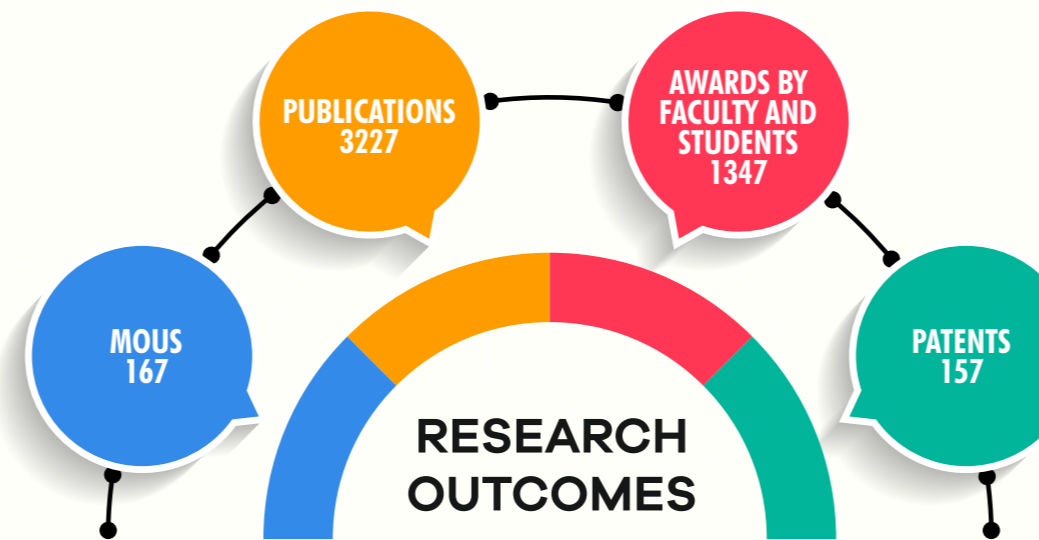 PUBLICATIONS
3227
AWARDS BY
FACULTY AND
STUDENTS
1347
MOUS
167
PATENTS
157
RESEARCH
OUTCOMES